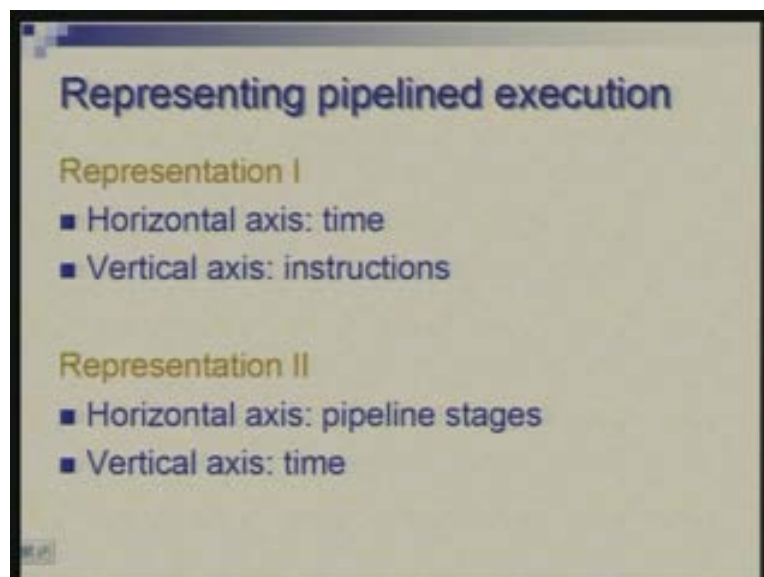 Representing pipelined execution
Representation I
■ Horizontal axis: time
■ Vertical axis: instructions
Representation II
■ Horizontal axis: pipeline stages
■ Vertical axis: time